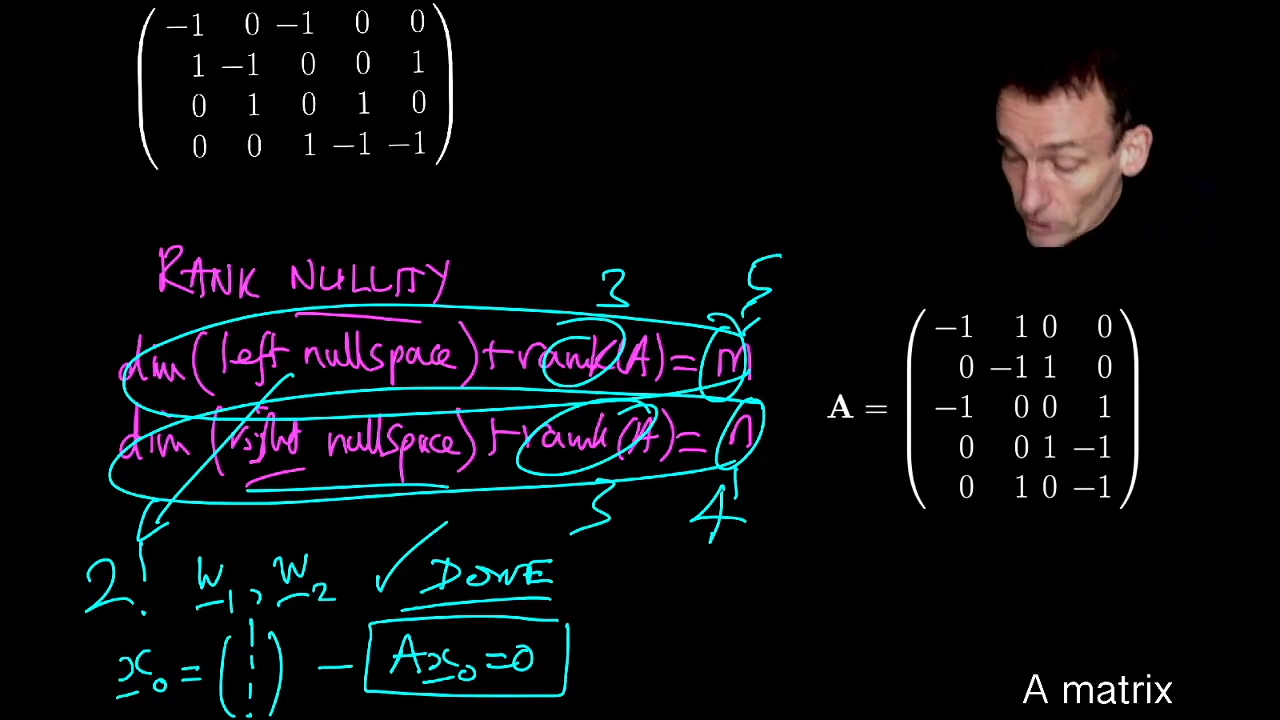 -1 0 -1 0 0
1 -1 0 0 1
0 1 0 1 0
0 0 1 -1 -1
RANK NULLITY
3 5
dim(left nullspace)+rank(A)=m
dim(right nullspace)+rank(A)=n
3 4
2! w1, w2 ✓ DONE
x0 = (1 ⋮ 1) — Ax0=0
A =
-1 1 0 0
0 -1 1 0
-1 0 0 1
0 0 1 -1
0 1 0 -1
A matrix